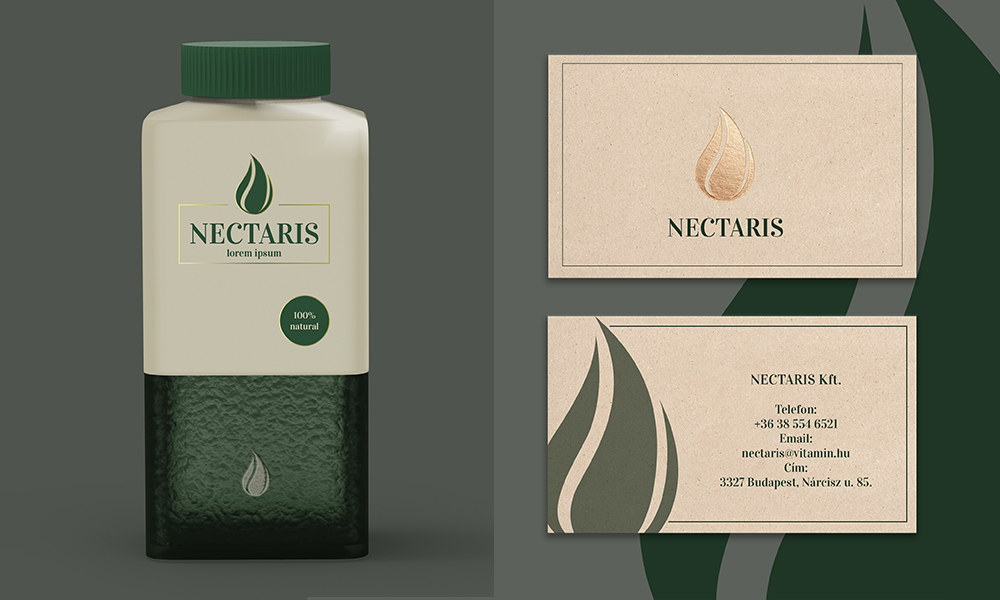 NECTARIS
lorem ipsum
100%
natural
NECTARIS
NECTARIS Kft.
Telefon:
+36 38 554 6521
Email:
nectaris@vitamin.hu
Cím:
3327 Budapest, Nárcisz u. 85.